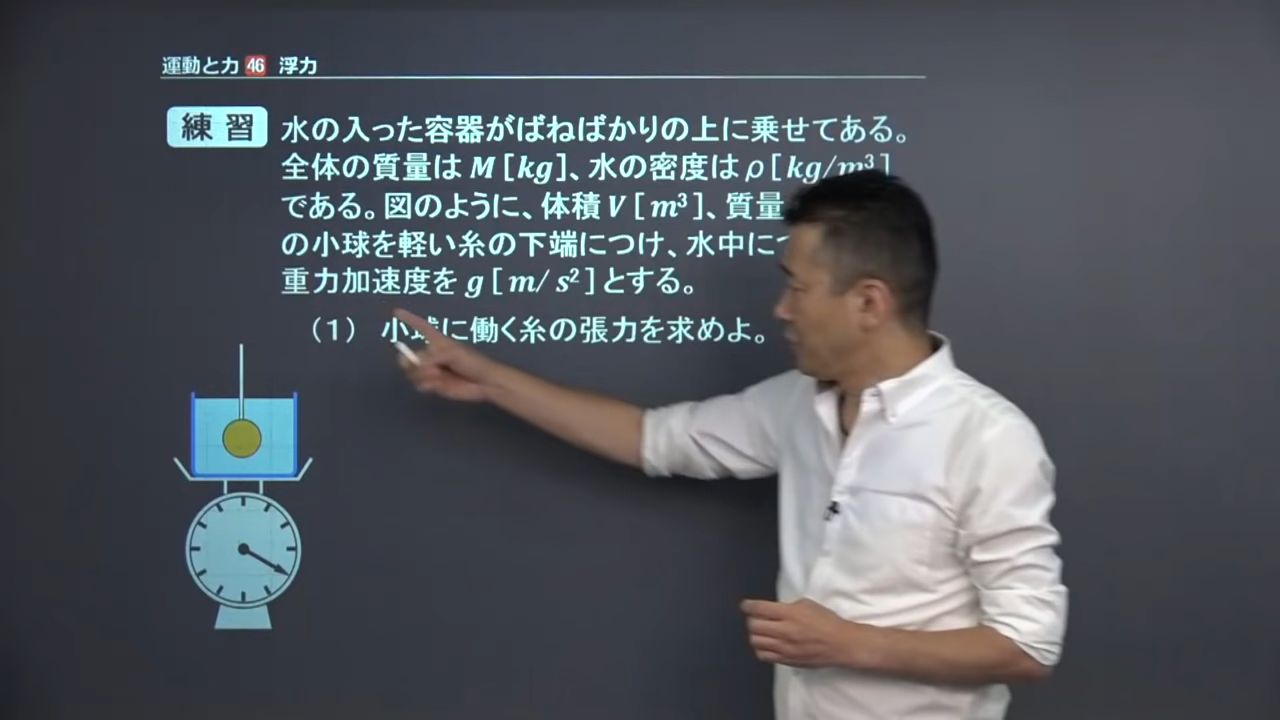 運動と力 46 浮力
練習 水の入った容器がばねばかりの上に乗せてある。
全体の質量は M [kg]、水の密度は ρ [kg/m³]
である。図のように、体積 V [m³]、質量
の小球を軽い糸の下端につけ、水中に
重力加速度を g [m/s²] とする。
(1) 小球に働く糸の張力を求めよ。